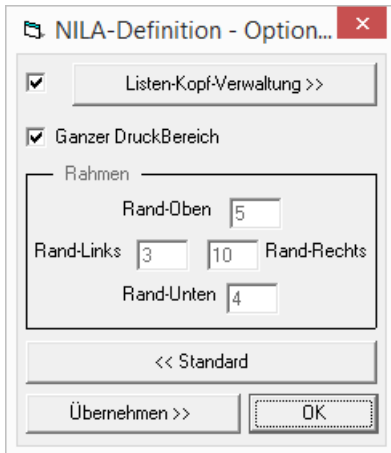 NILA-Definition - Option...
Listen-Kopf-Verwaltung >>
Ganzer DruckBereich
Rahmen
Rand-Oben 5
Rand-Links 3 10 Rand-Rechts
Rand-Unten 4
<< Standard
Übernehmen >> OK